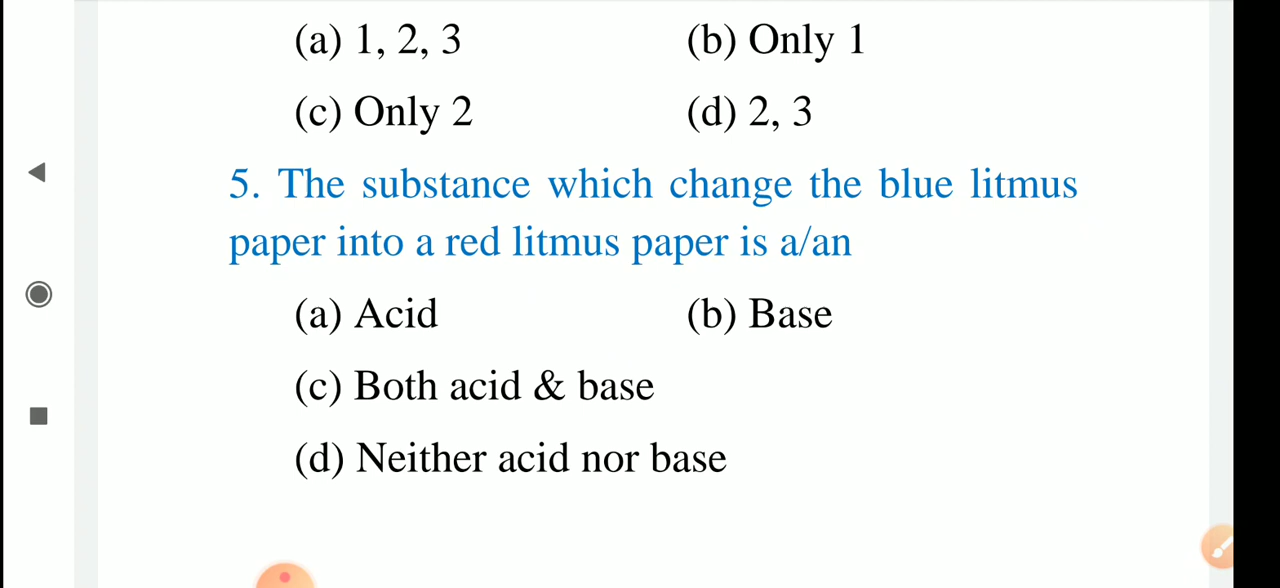 (a) 1, 2, 3 (b) Only 1
(c) Only 2 (d) 2, 3
5. The substance which change the blue litmus
paper into a red litmus paper is a/an
(a) Acid (b) Base
(c) Both acid & base
(d) Neither acid nor base